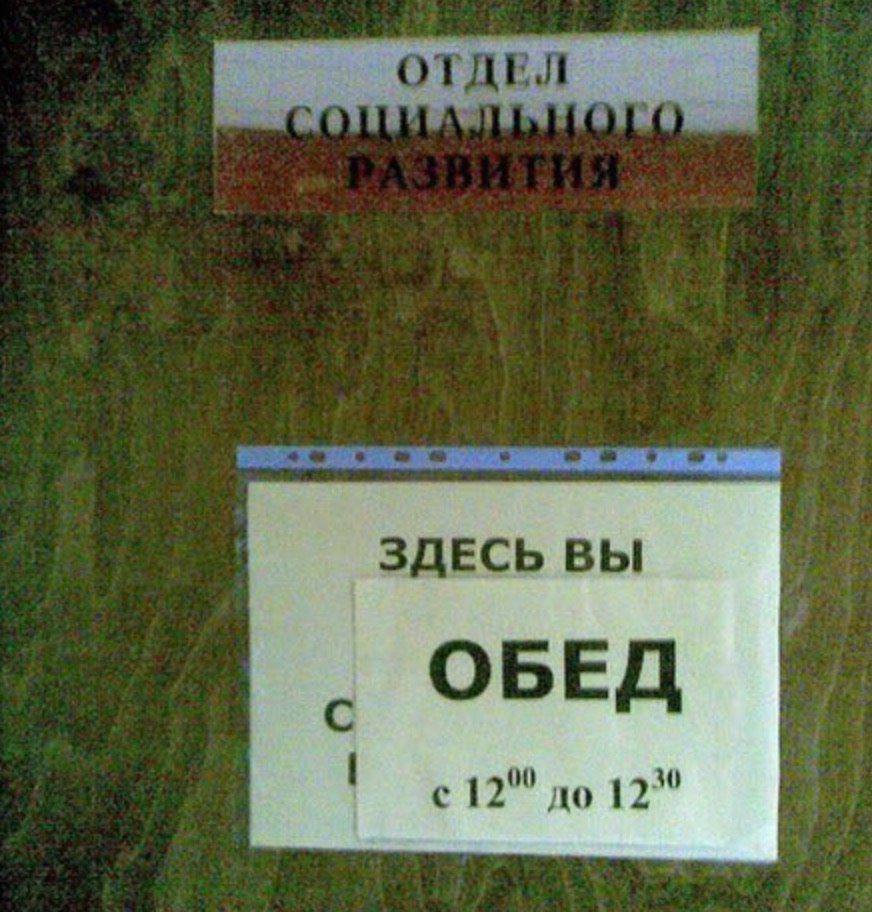 ОТДЕЛ
СОЦИАЛЬНОГО
РАЗВИТИЯ
ЗДЕСЬ ВЫ
ОБЕД
с 12⁰⁰ до 12³⁰